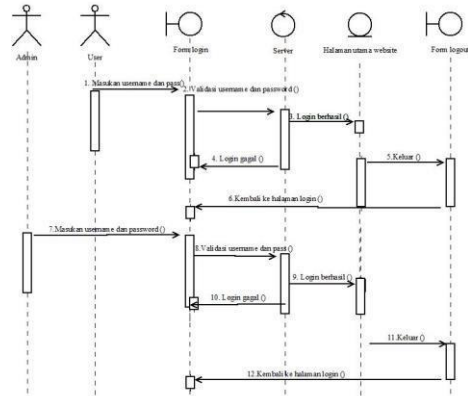 Admin
User
Form login
Server
Halaman utama website
Form logout
1. Masukan username dan pass()
2.Validasi username dan password ()
3. Login berhasil ()
4. Login gagal ()
5.Keluar ()
6.Kembali ke halaman login ()
7.Masukan username dan password ()
8.Validasi username dan pass ()
9. Login berhasil ()
10. Login gagal ()
11.Keluar ()
12.Kembali ke halaman login ()